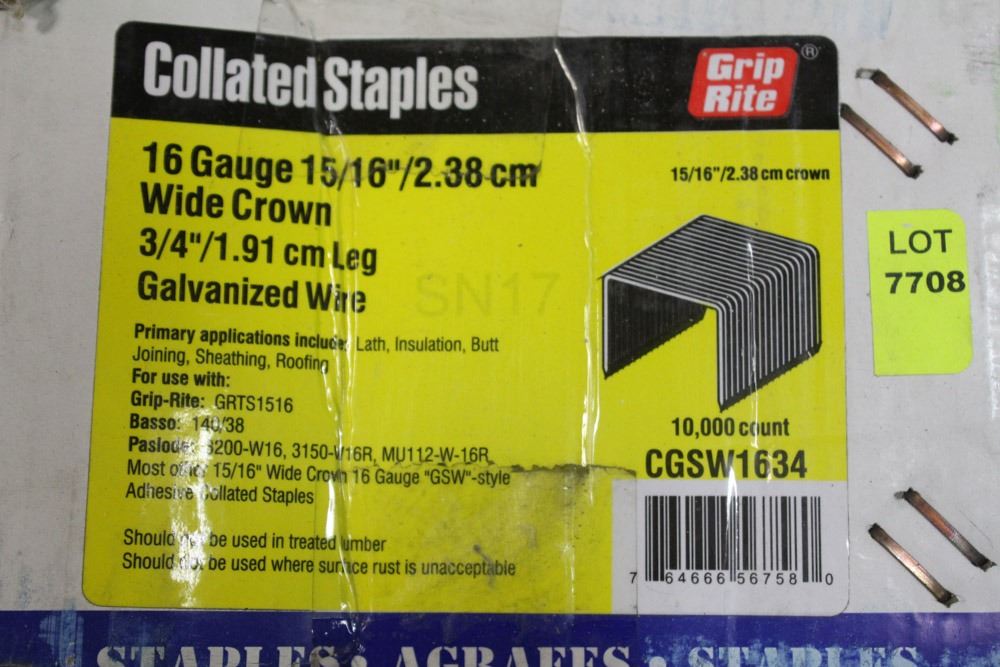 Collated Staples
Grip
Rite
®
16 Gauge 15/16"/2.38 cm
Wide Crown
3/4"/1.91 cm Leg
Galvanized Wire
15/16"/2.38 cm crown
LOT
7708
SN17
Primary applications include: Lath, Insulation, Butt
Joining, Sheathing, Roofing
For use with:
Grip-Rite: GRTS1516
Basso: 140/38
Paslode: 3200-W16, 3150-W16R, MU112-W-16R
Most other 15/16" Wide Crown 16 Gauge "GSW"-style
Adhesive Collated Staples
10,000 count
CGSW1634
Should not be used in treated lumber
Should not be used where surface rust is unacceptable
7 64666 56758 0
STAPLES • AGRAFES • STAPLES